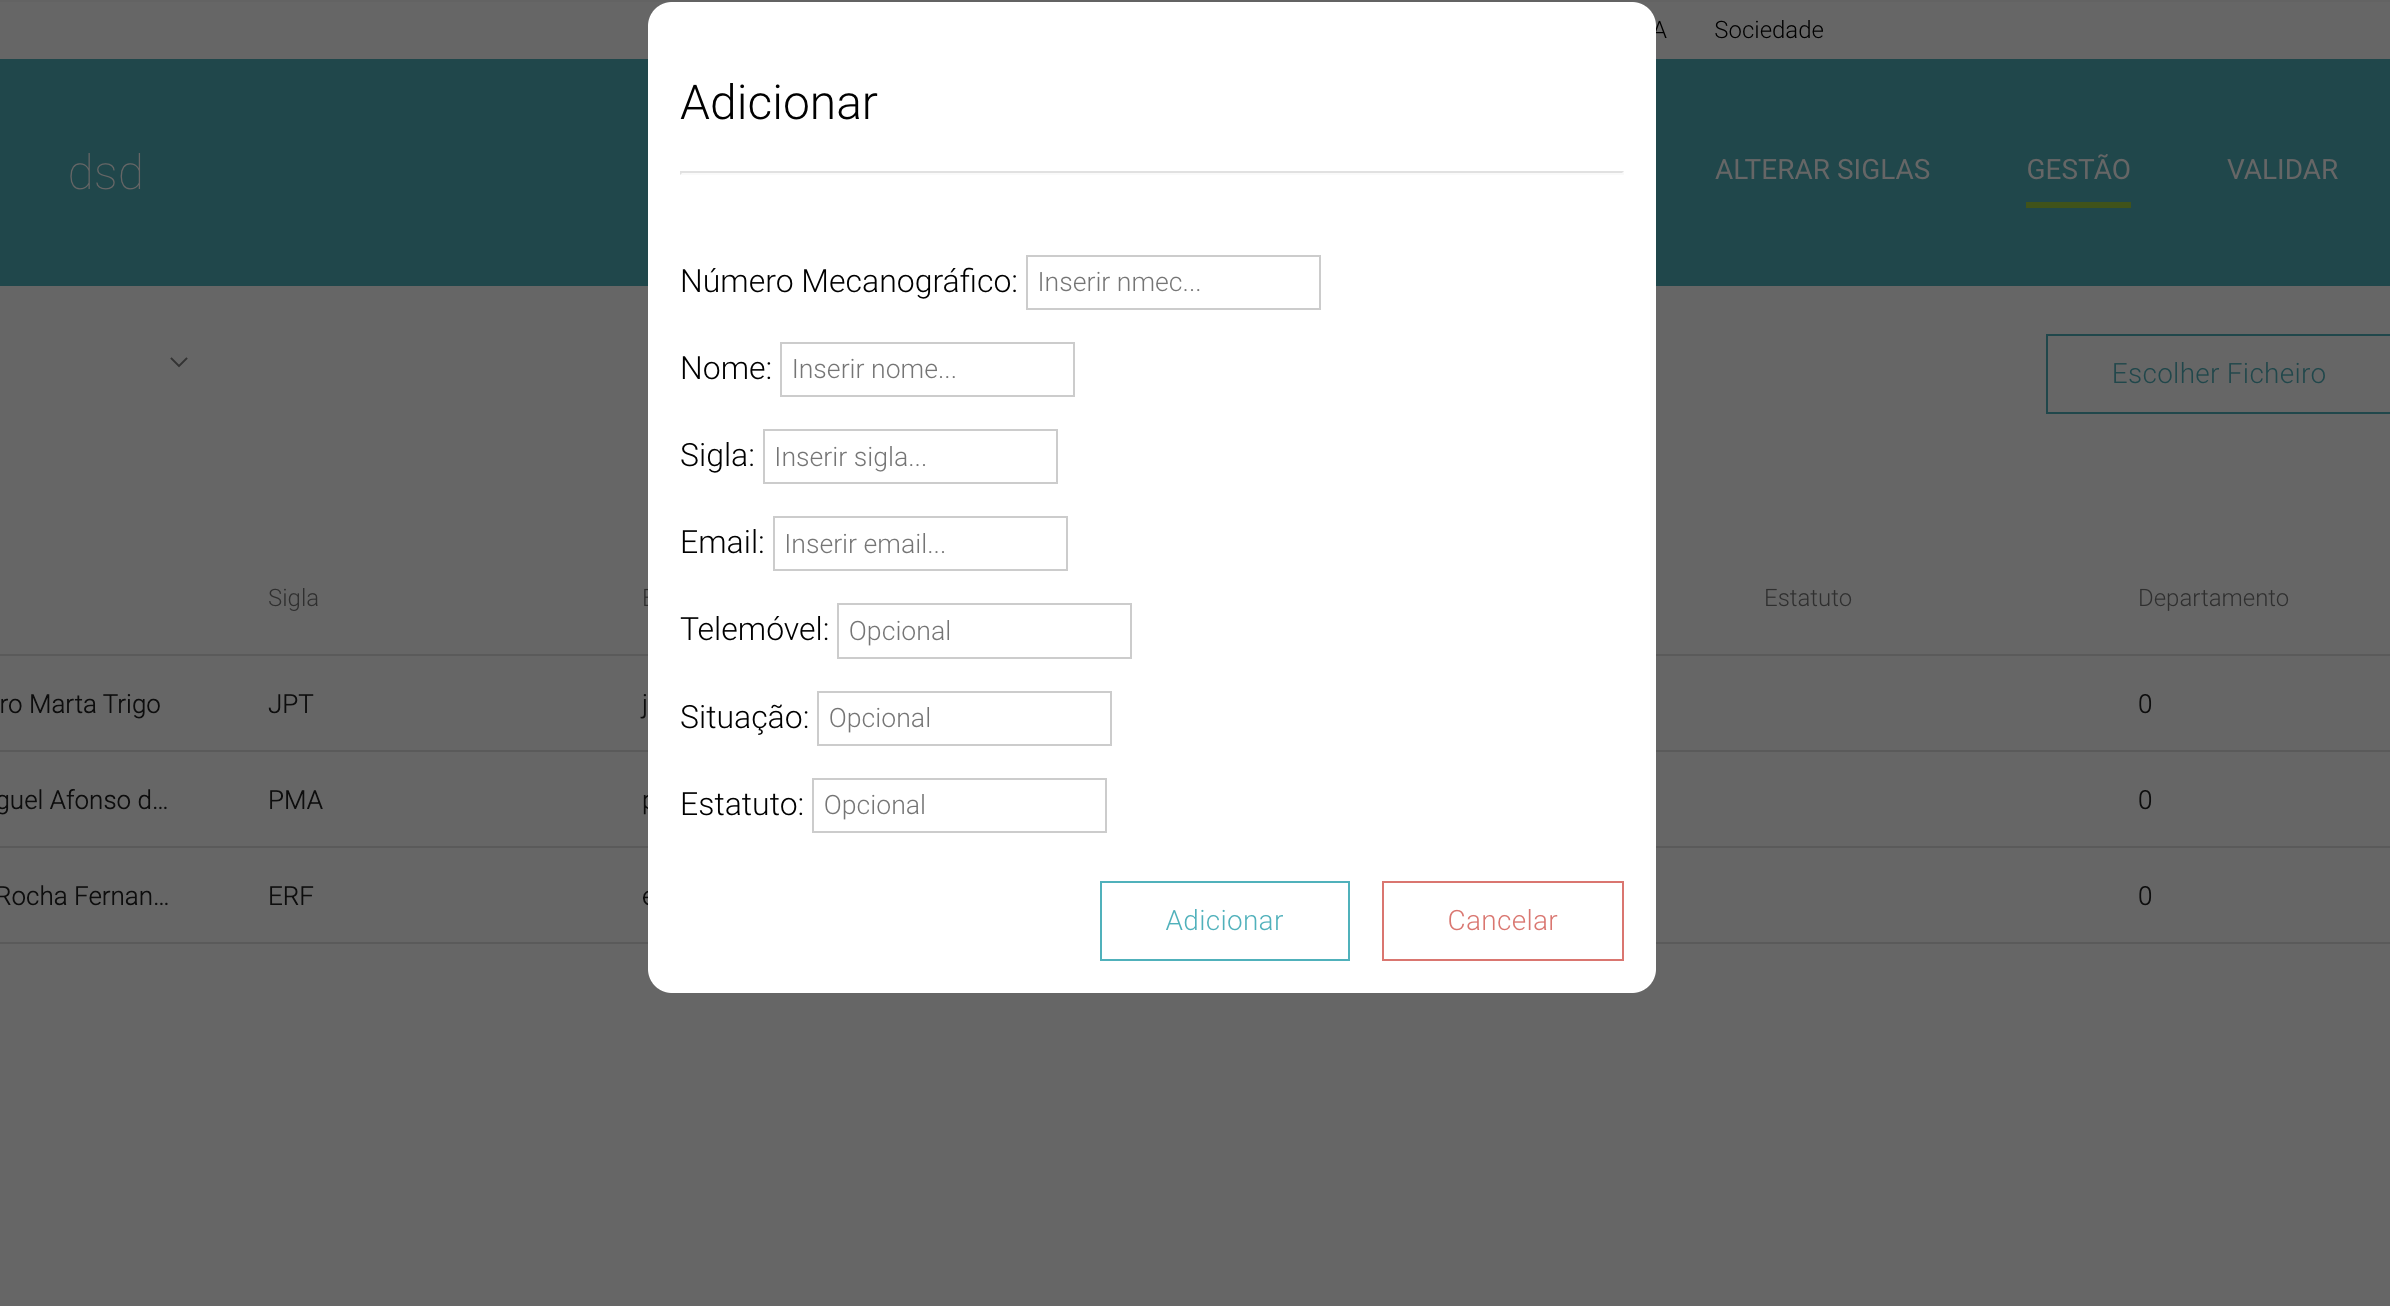 Sociedade
dsd
ALTERAR SIGLAS
GESTÃO
VALIDAR
Adicionar
Número Mecanográfico: Inserir nmec...
Nome: Inserir nome...
Sigla: Inserir sigla...
Email: Inserir email...
Telemóvel: Opcional
Situação: Opcional
Estatuto: Opcional
Adicionar
Cancelar
Escolher Ficheiro
Sigla Estatuto Departamento
Marta Trigo JPT 0
Afonso d... PMA 0
Rocha Fernan... ERF 0